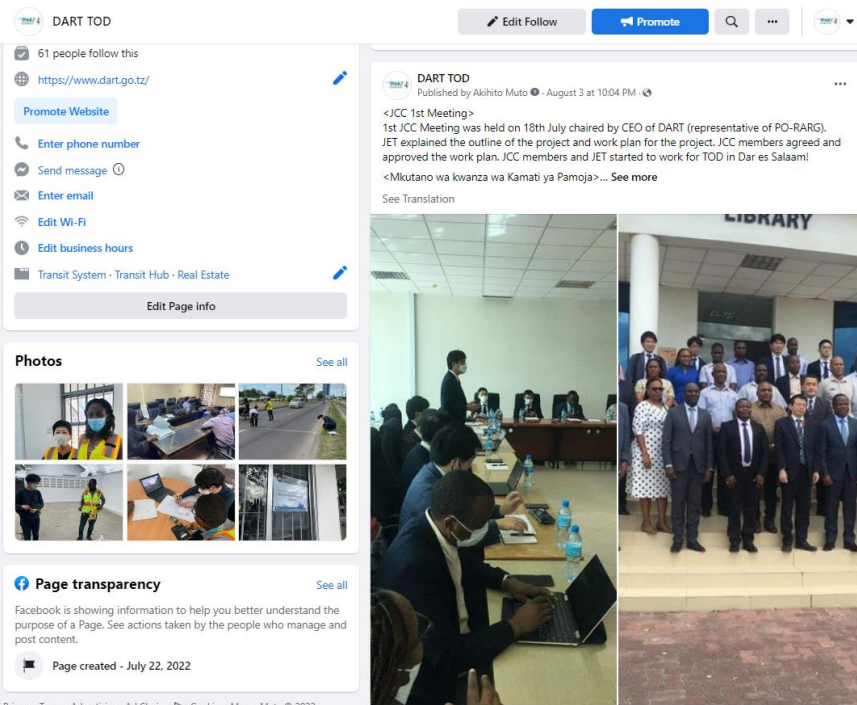 DART TOD
Edit Follow
Promote
61 people follow this
https://www.dart.go.tz/
Promote Website
Enter phone number
Send message
Enter email
Edit Wi-Fi
Edit business hours
Transit System · Transit Hub · Real Estate
Edit Page info
Photos
See all
Page transparency
See all
Facebook is showing information to help you better understand the
purpose of a Page. See actions taken by the people who manage and
post content.
Page created - July 22, 2022
DART TOD
Published by Akihito Muto · August 3 at 10:04 PM ·
<JCC 1st Meeting>
1st JCC Meeting was held on 18th July chaired by CEO of DART (representative of PO-RARG).
JET explained the outline of the project and work plan for the project. JCC members agreed and
approved the work plan. JCC members and JET started to work for TOD in Dar es Salaam!
<Mkutano wa kwanza wa Kamati ya Pamoja>... See more
See Translation
LIBRARY